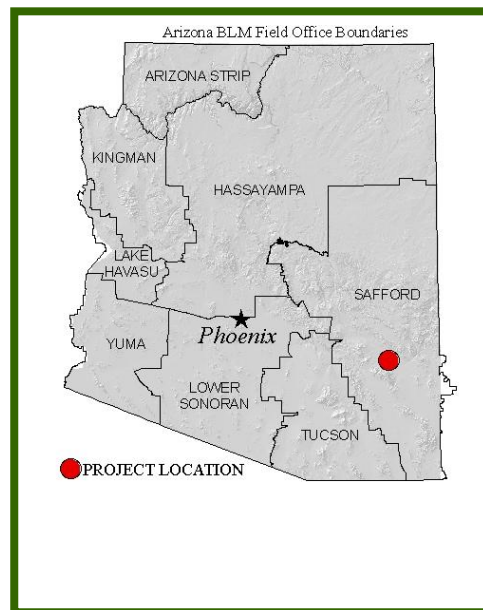 Arizona BLM Field Office Boundaries
ARIZONA STRIP
KINGMAN
HASSAYAMPA
LAKE
HAVASU
SAFFORD
Phoenix
YUMA
LOWER
SONORAN
TUCSON
PROJECT LOCATION